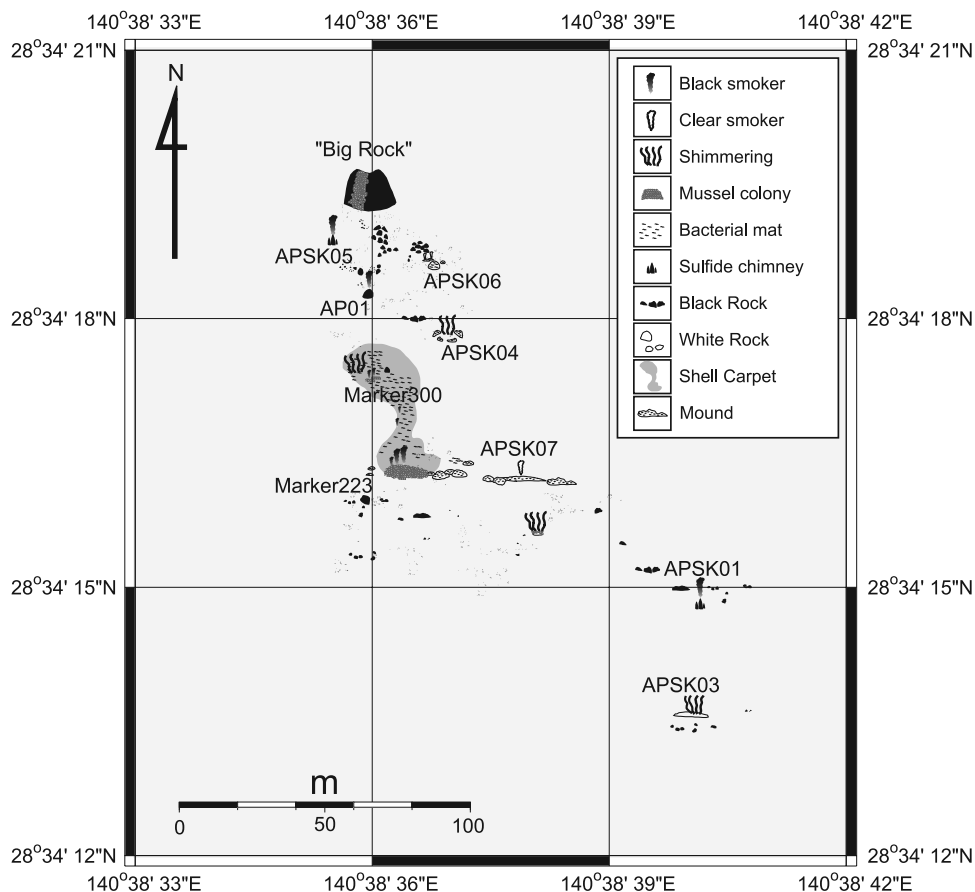 140°38' 33"E 140°38' 36"E 140°38' 39"E 140°38' 42"E
28°34' 21"N 28°34' 21"N
N
"Big Rock"
APSK05
APSK06
AP01
28°34' 18"N 28°34' 18"N
APSK04
Marker300
APSK07
Marker223
APSK01
28°34' 15"N 28°34' 15"N
APSK03
m
0 50 100
28°34' 12"N 28°34' 12"N
140°38' 33"E 140°38' 36"E 140°38' 39"E 140°38' 42"E
Black smoker
Clear smoker
Shimmering
Mussel colony
Bacterial mat
Sulfide chimney
Black Rock
White Rock
Shell Carpet
Mound